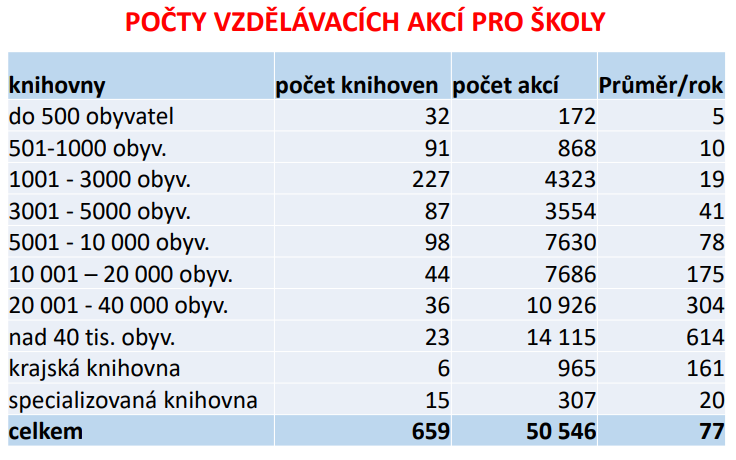 POČTY VZDĚLÁVACÍCH AKCÍ PRO ŠKOLY
knihovny počet knihoven počet akcí Průměr/rok
do 500 obyvatel 32 172 5
501-1000 obyv. 91 868 10
1001 - 3000 obyv. 227 4323 19
3001 - 5000 obyv. 87 3554 41
5001 - 10 000 obyv. 98 7630 78
10 001 – 20 000 obyv. 44 7686 175
20 001 - 40 000 obyv. 36 10 926 304
nad 40 tis. obyv. 23 14 115 614
krajská knihovna 6 965 161
specializovaná knihovna 15 307 20
celkem 659 50 546 77